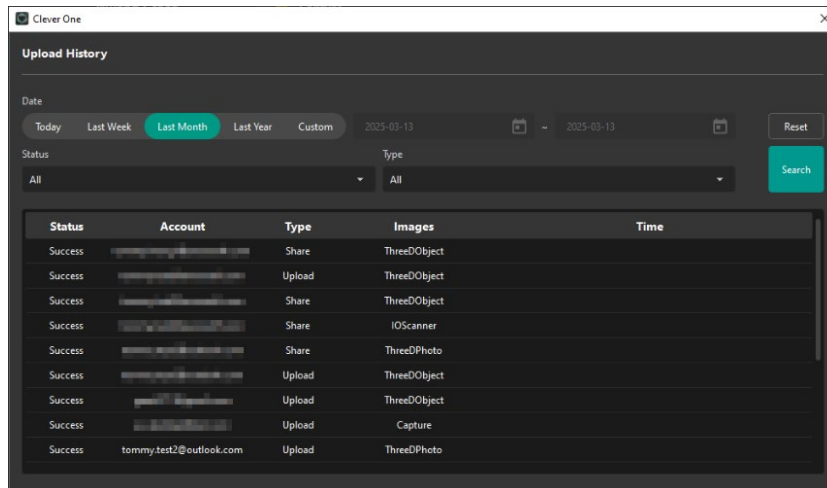 Clever One
Upload History
Date
Today Last Week Last Month Last Year Custom 2025-03-13 ~ 2025-03-13 Reset
Status Type
All All Search
Status Account Type Images Time
Success Share ThreeDObject
Success Upload ThreeDObject
Success Share ThreeDObject
Success Share IOScanner
Success Share ThreeDPhoto
Success Upload ThreeDObject
Success Upload ThreeDObject
Success Upload Capture
Success tommy.test2@outlook.com Upload ThreeDPhoto